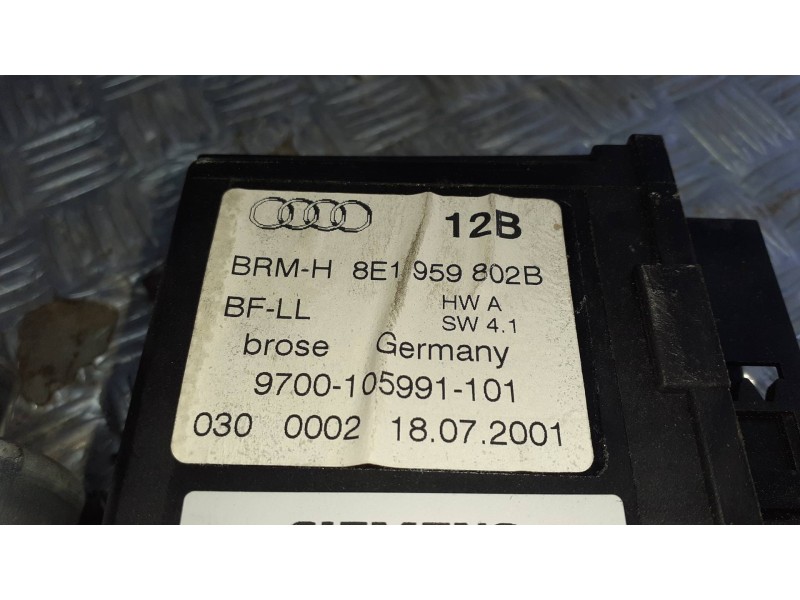 12B
BRM-H 8E1 959 802B
BF-LL HW A
SW 4.1
brose Germany
9700-105991-101
030 0002 18.07.2001
SIEMENS